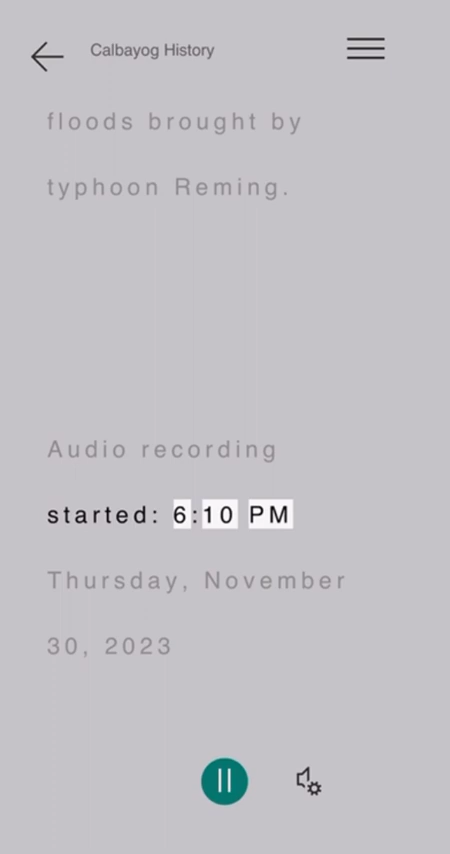 Calbayog History
floods brought by
typhoon Reming.
Audio recording
started: 6:10 PM
Thursday, November
30, 2023